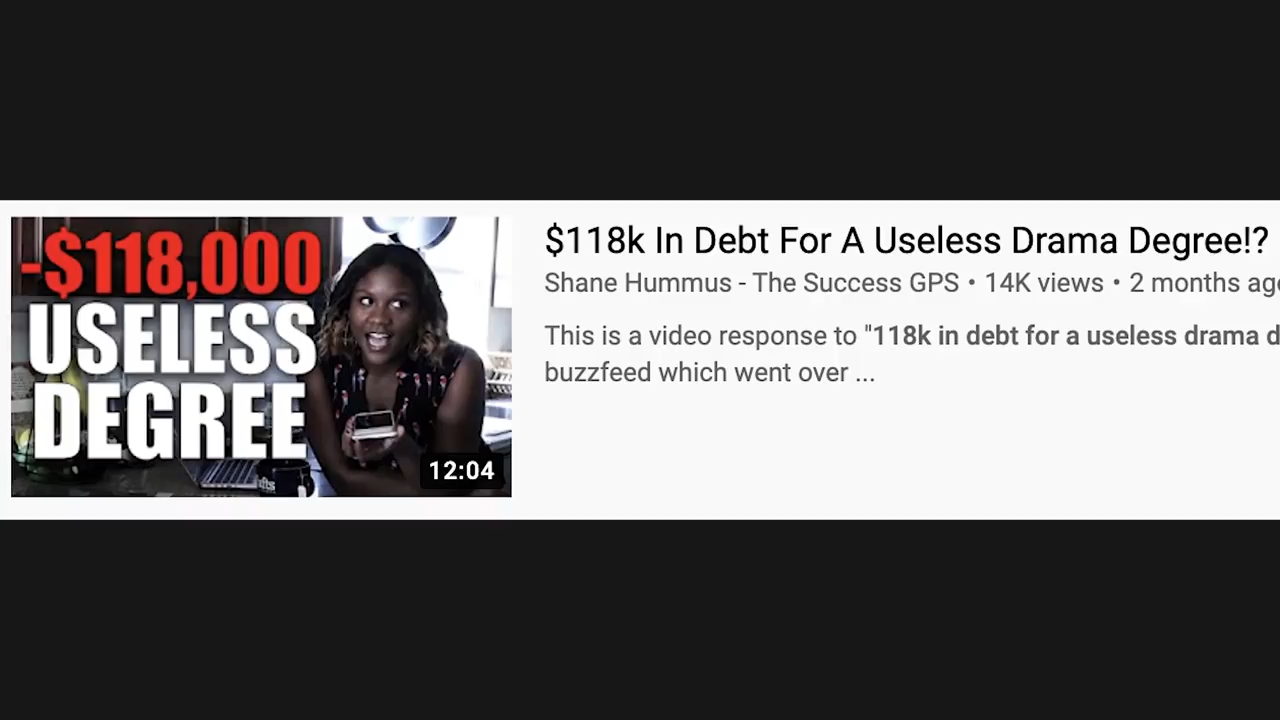 -$118,000
USELESS
DEGREE
12:04
$118k In Debt For A Useless Drama Degree!?
Shane Hummus - The Success GPS • 14K views • 2 months ag
This is a video response to "118k in debt for a useless drama d
buzzfeed which went over ...